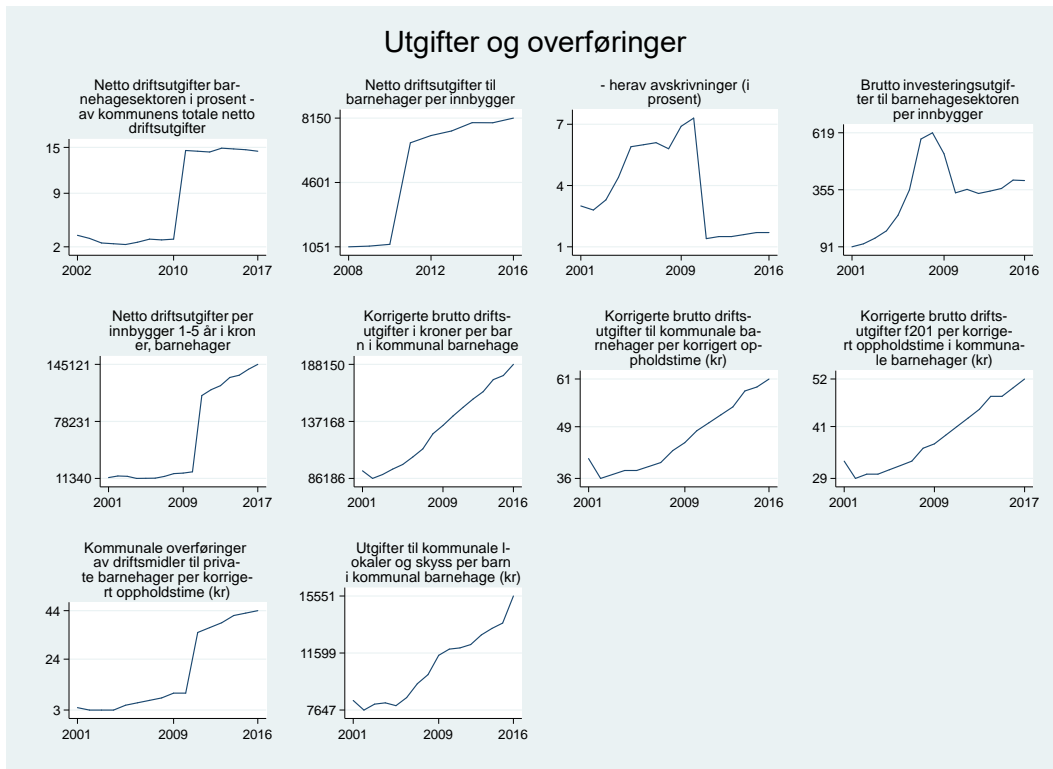 Utgifter og overføringer
Netto driftsutgifter bar-
nehagesektoren i prosent -
av kommunens totale netto
driftsutgifter
15
9
2
2002
2010
2017
Netto driftsutgifter til
barnehager per innbygger
8150
4601
1051
2008
2012
2016
- herav avskrivninger (i
prosent)
7
4
1
2001
2009
2016
Brutto investeringsutgif-
ter til barnehagesektoren
per innbygger
619
355
91
2001
2009
2016
Netto driftsutgifter per
innbygger 1-5 år i kron
er, barnehager
145121
78231
11340
2001
2009
2017
Korrigerte brutto drifts-
utgifter i kroner per bar
n i kommunal barnehage
188150
137168
86186
2001
2009
2016
Korrigerte brutto drifts-
utgifter til kommunale ba-
rnehager per korrigert op-
pholdstime (kr)
61
49
36
2001
2009
2016
Korrigerte brutto drifts-
utgifter f201 per korrige-
rt oppholdstime i kommuna-
le barnehager (kr)
52
41
29
2001
2009
2017
Kommunale overføringer
av driftsmidler til priva-
te barnehager per korrige-
rt oppholdstime (kr)
44
24
3
2001
2009
2016
Utgifter til kommunale l-
okaler og skyss per barn
i kommunal barnehage (kr)
15551
11599
7647
2001
2009
2016